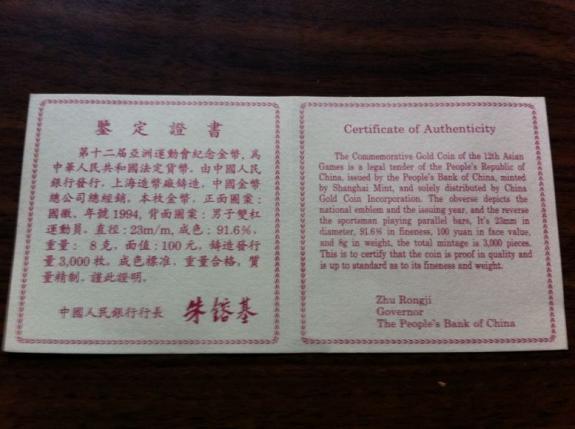 鑒定證書
第十二届亞洲運動會紀念金幣，爲
中華人民共和國法定貨幣。由中國人民
銀行發行，上海造幣廠鑄造，中國金幣
總公司總經銷。本枚金幣，正面圖案：
國徽、年號1994，背面圖案：男子雙杠
運動員。直徑：23m/m，成色：91.6%，
重量： 8克，面值：100元，鑄造發行
量3,000枚。成色標準，重量合格，質
量精制，謹此證明。
中國人民銀行行長 朱鎔基
Certificate of Authenticity
The Commemorative Gold Coin of the 12th Asian
Games is a legal tender of the People's Republic of
China, issued by the People's Bank of China, minted
by Shanghai Mint, and solely distributed by China
Gold Coin Incorporation. The obverse depicts the
national emblem and the issuing year, and the reverse
the sportsman playing parallel bars, It's 23mm in
diameter, 91.6% in fineness, 100 yuan in face value,
and 8g in weight, the total mintage is 3,000 pieces.
This is to certify that the coin is proof in quality and
is up to standard as to its fineness and weight.
Zhu Rongji
Governor
The People's Bank of China